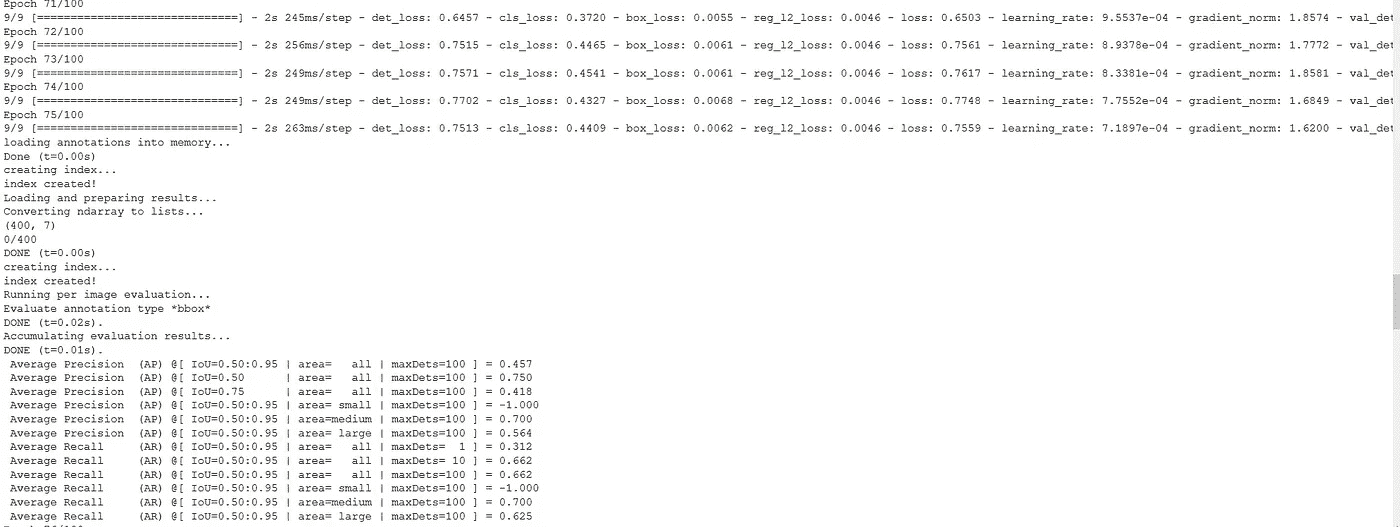 Epoch 71/100
9/9 [==============================] - 2s 245ms/step - det_loss: 0.6457 - cls_loss: 0.3720 - box_loss: 0.0055 - reg_l2_loss: 0.0046 - loss: 0.6503 - learning_rate: 9.5537e-04 - gradient_norm: 1.8574 - val_det
Epoch 72/100
9/9 [==============================] - 2s 256ms/step - det_loss: 0.7515 - cls_loss: 0.4465 - box_loss: 0.0061 - reg_l2_loss: 0.0046 - loss: 0.7561 - learning_rate: 8.9378e-04 - gradient_norm: 1.7772 - val_det
Epoch 73/100
9/9 [==============================] - 2s 249ms/step - det_loss: 0.7571 - cls_loss: 0.4541 - box_loss: 0.0061 - reg_l2_loss: 0.0046 - loss: 0.7617 - learning_rate: 8.3381e-04 - gradient_norm: 1.8581 - val_det
Epoch 74/100
9/9 [==============================] - 2s 249ms/step - det_loss: 0.7702 - cls_loss: 0.4327 - box_loss: 0.0068 - reg_l2_loss: 0.0046 - loss: 0.7748 - learning_rate: 7.7552e-04 - gradient_norm: 1.6849 - val_det
Epoch 75/100
9/9 [==============================] - 2s 263ms/step - det_loss: 0.7513 - cls_loss: 0.4409 - box_loss: 0.0062 - reg_l2_loss: 0.0046 - loss: 0.7559 - learning_rate: 7.1897e-04 - gradient_norm: 1.6200 - val_det
loading annotations into memory...
Done (t=0.00s)
creating index...
index created!
Loading and preparing results...
Converting ndarray to lists...
(400, 7)
0/400
DONE (t=0.00s)
creating index...
index created!
Running per image evaluation...
Evaluate annotation type *bbox*
DONE (t=0.02s).
Accumulating evaluation results...
DONE (t=0.01s).
Average Precision  (AP) @[ IoU=0.50:0.95 | area=   all | maxDets=100 ] = 0.457
Average Precision  (AP) @[ IoU=0.50      | area=   all | maxDets=100 ] = 0.750
Average Precision  (AP) @[ IoU=0.75      | area=   all | maxDets=100 ] = 0.418
Average Precision  (AP) @[ IoU=0.50:0.95 | area= small | maxDets=100 ] = -1.000
Average Precision  (AP) @[ IoU=0.50:0.95 | area=medium | maxDets=100 ] = 0.700
Average Precision  (AP) @[ IoU=0.50:0.95 | area= large | maxDets=100 ] = 0.564
Average Recall     (AR) @[ IoU=0.50:0.95 | area=   all | maxDets=  1 ] = 0.312
Average Recall     (AR) @[ IoU=0.50:0.95 | area=   all | maxDets= 10 ] = 0.662
Average Recall     (AR) @[ IoU=0.50:0.95 | area=   all | maxDets=100 ] = 0.662
Average Recall     (AR) @[ IoU=0.50:0.95 | area= small | maxDets=100 ] = -1.000
Average Recall     (AR) @[ IoU=0.50:0.95 | area=medium | maxDets=100 ] = 0.700
Average Recall     (AR) @[ IoU=0.50:0.95 | area= large | maxDets=100 ] = 0.625